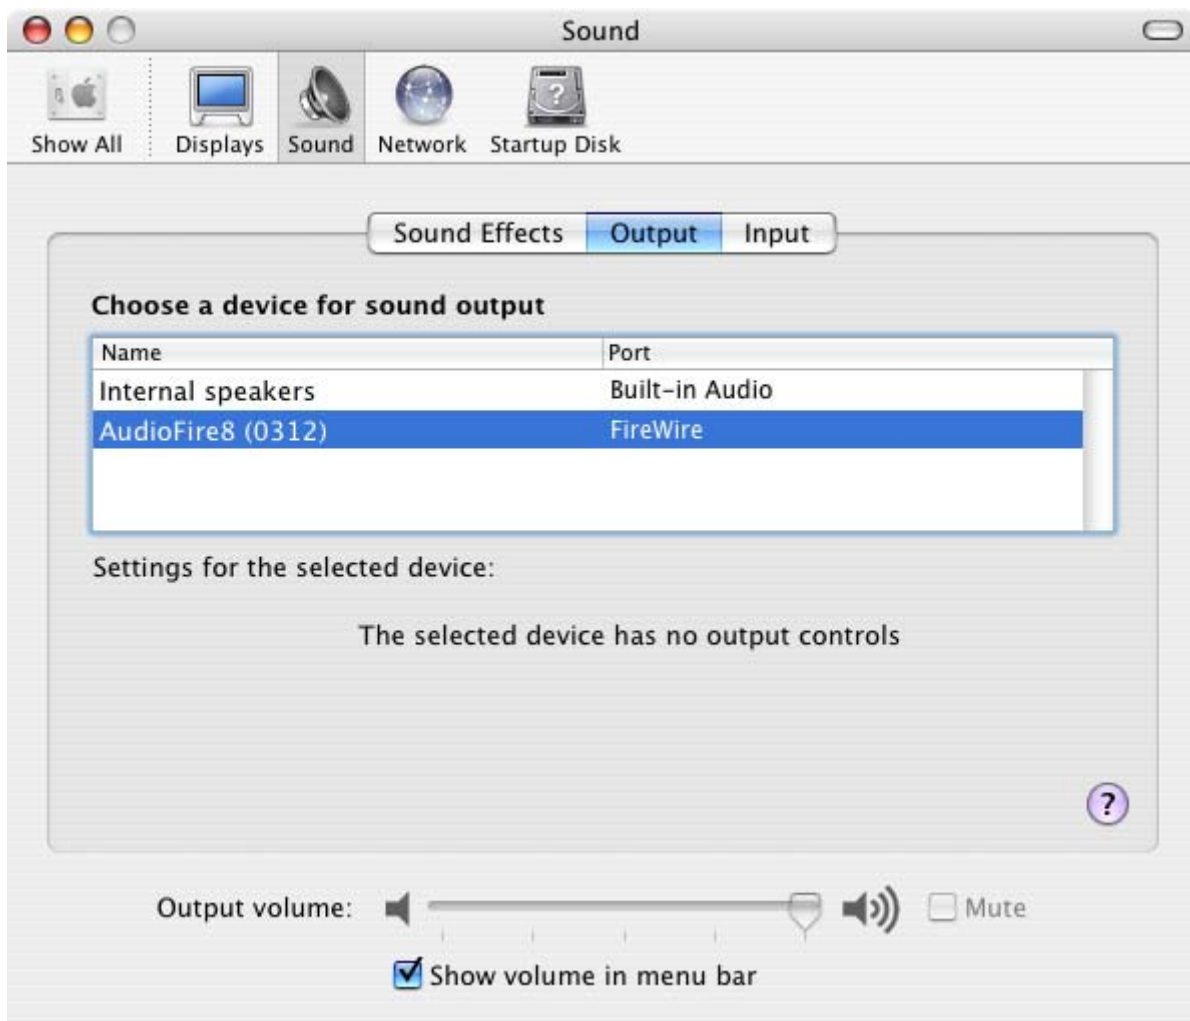 Sound
Show All Displays Sound Network Startup Disk
Sound Effects Output Input
Choose a device for sound output
Name Port
Internal speakers Built-in Audio
AudioFire8 (0312) FireWire
Settings for the selected device:
The selected device has no output controls
?
Output volume: Mute
Show volume in menu bar